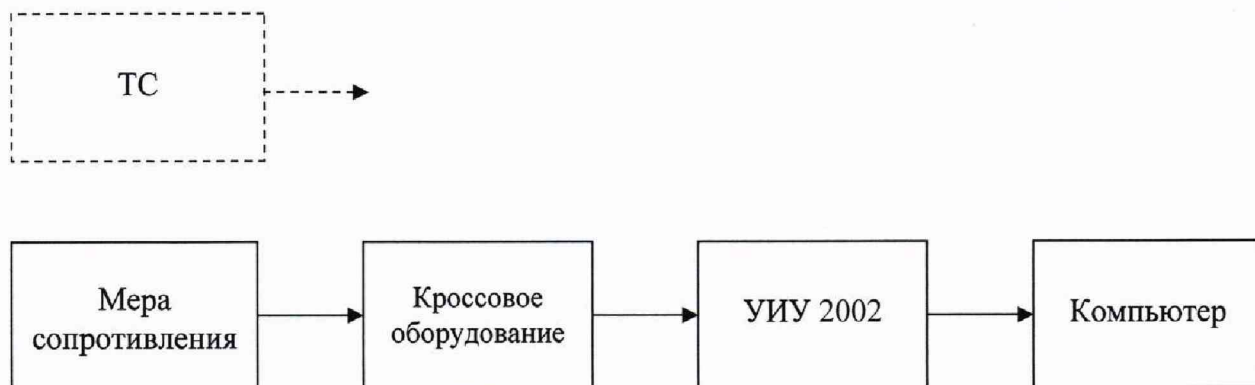 ТС
Мера
сопротивления
Кроссовое
оборудование
УИУ 2002
Компьютер